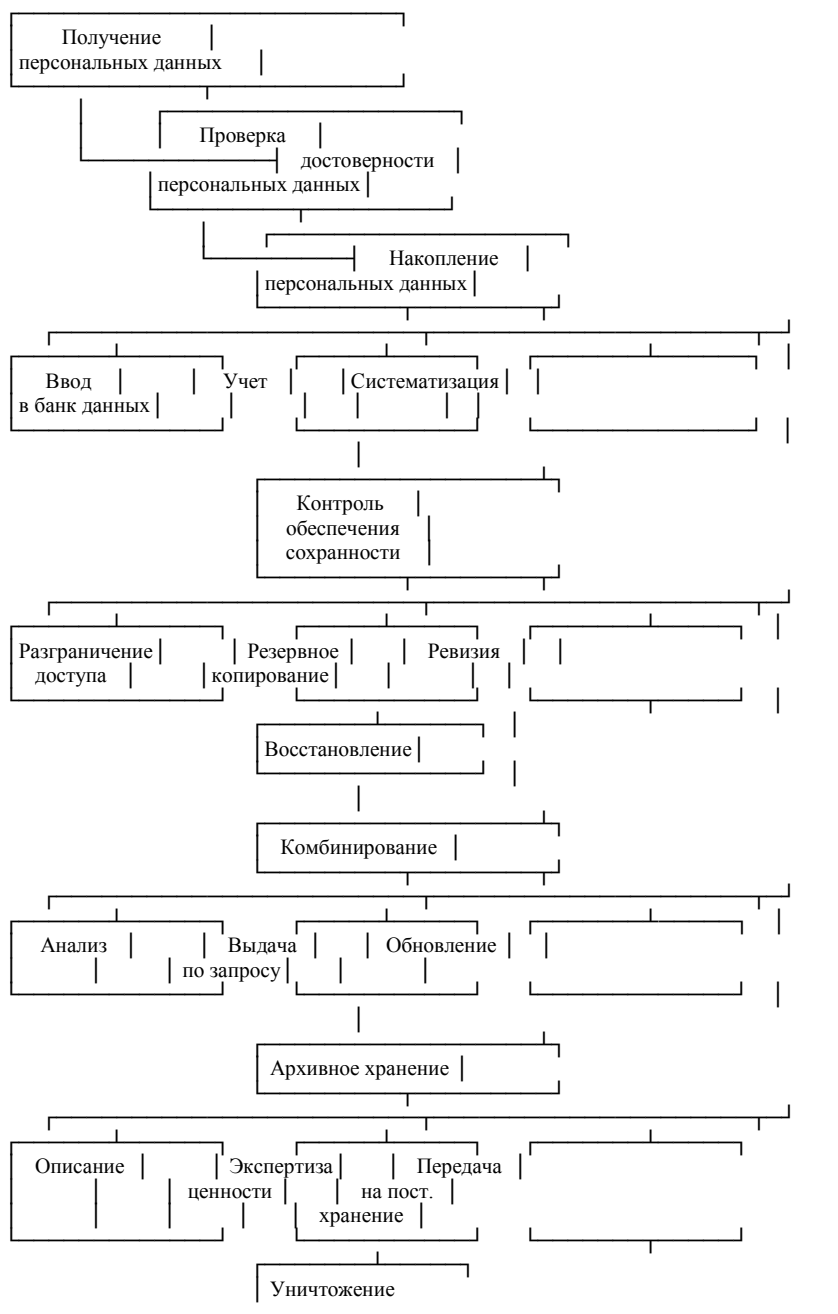 Получение
персональных данных
Проверка
достоверности
персональных данных
Накопление
персональных данных
Ввод Учет Систематизация
в банк данных
Контроль
обеспечения
сохранности
Разграничение Резервное Ревизия
доступа копирование
Восстановление
Комбинирование
Анализ Выдача Обновление
по запросу
Архивное хранение
Описание Экспертиза Передача
ценности на пост.
хранение
Уничтожение